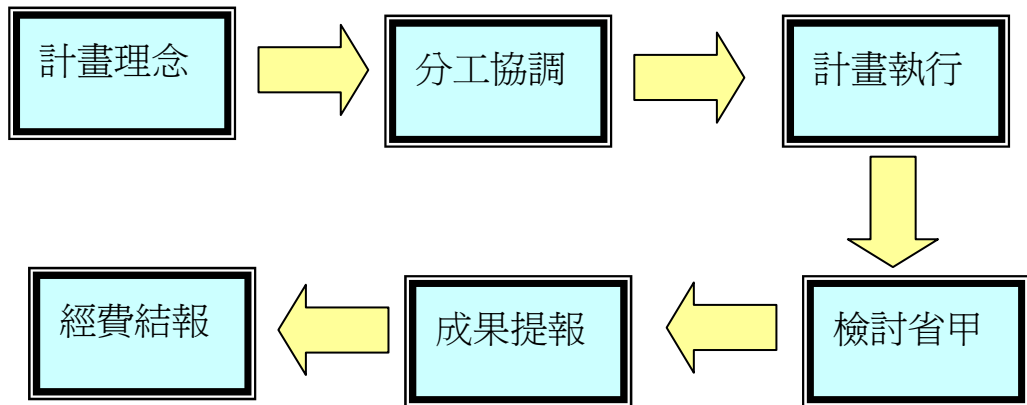 計畫理念
分工協調
計畫執行
檢討省甲
成果提報
經費結報